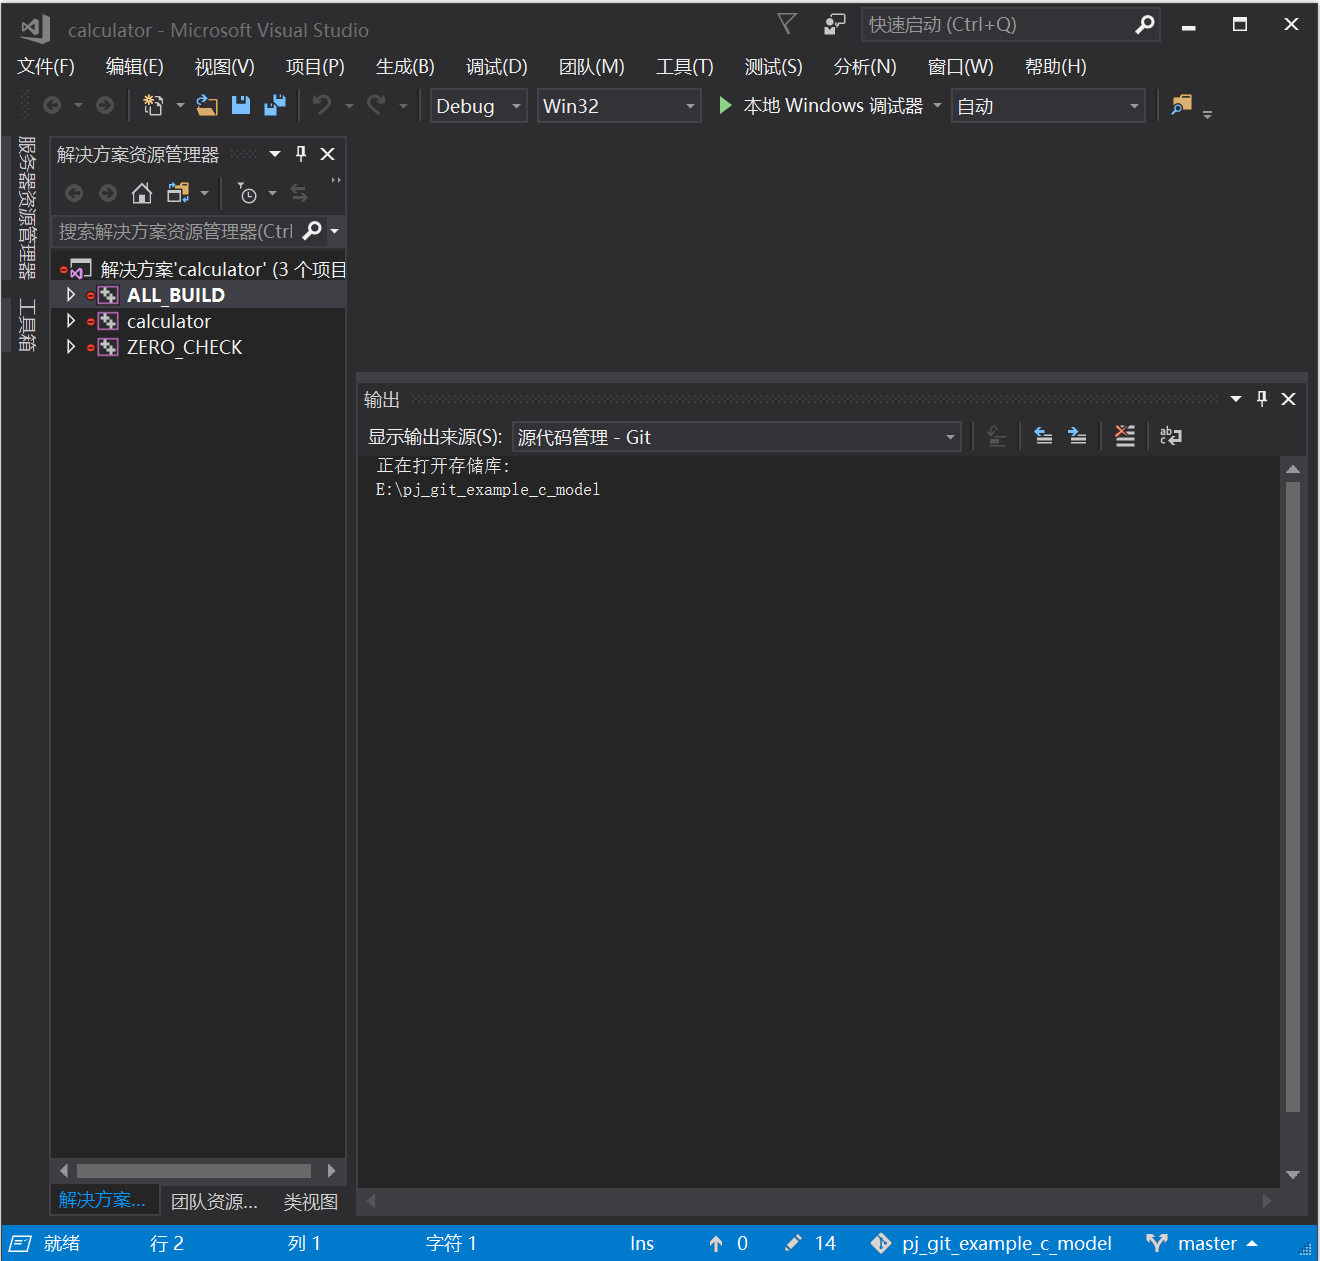 calculator - Microsoft Visual Studio
快速启动 (Ctrl+Q)
文件(F) 编辑(E) 视图(V) 项目(P) 生成(B) 调试(D) 团队(M) 工具(T) 测试(S) 分析(N) 窗口(W) 帮助(H)
Debug Win32 本地 Windows 调试器 自动
服务器资源管理器
工具箱
解决方案资源管理器
搜索解决方案资源管理器(Ctrl
解决方案'calculator' (3 个项目
ALL_BUILD
calculator
ZERO_CHECK
输出
显示输出来源(S): 源代码管理 - Git
正在打开存储库:
E:\pj_git_example_c_model
解决方案... 团队资源... 类视图
就绪 行 2 列 1 字符 1 Ins 0 14 pj_git_example_c_model master